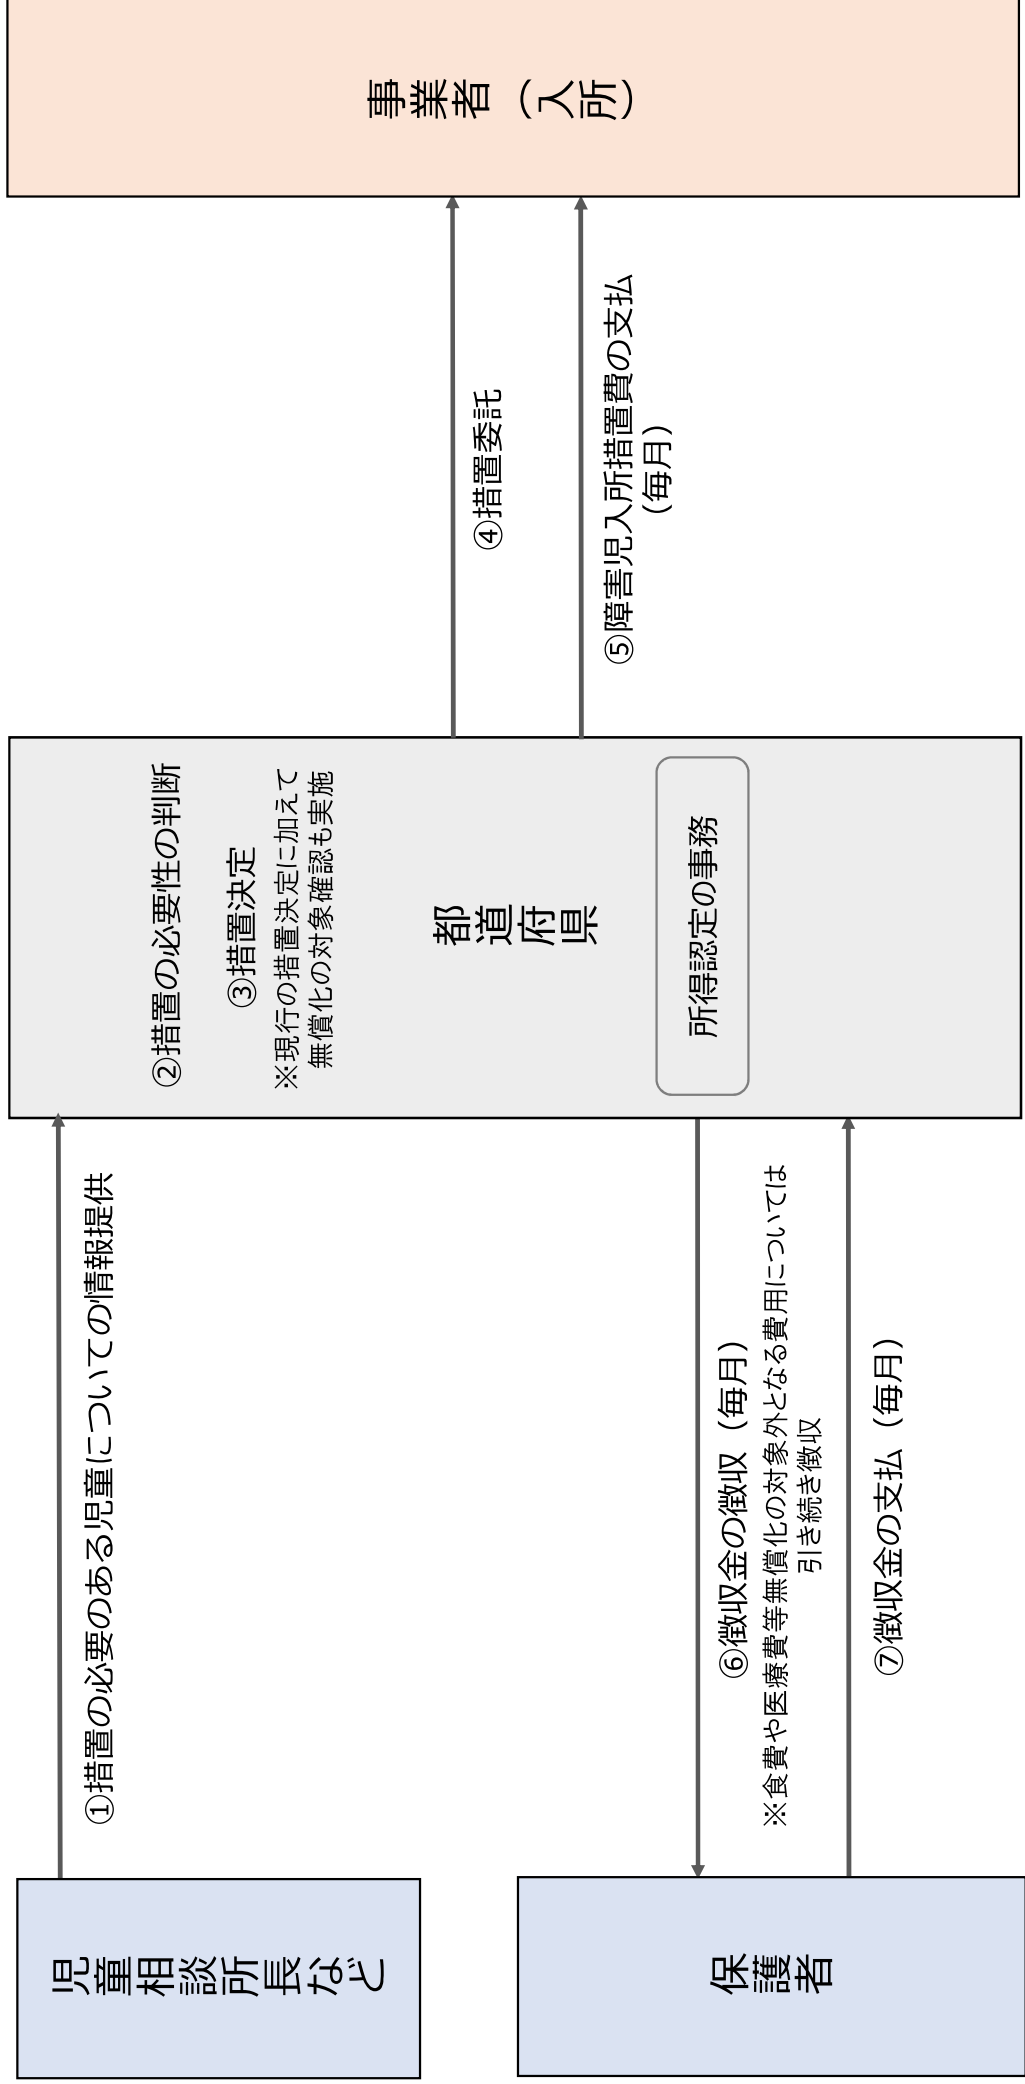 児童相談所長など
①措置の必要のある児童についての情報提供
②措置の必要性の判断
③措置決定
※現行の措置決定に加えて
無償化の対象確認も実施
都道府県
所得認定の事務
④措置委託
⑤障害児入所措置費の支払
（毎月）
事業者（入所）
保護者
⑥徴収金の徴収（毎月）
※食費や医療費等無償化の対象外となる費用については
引き続き徴収
⑦徴収金の支払（毎月）